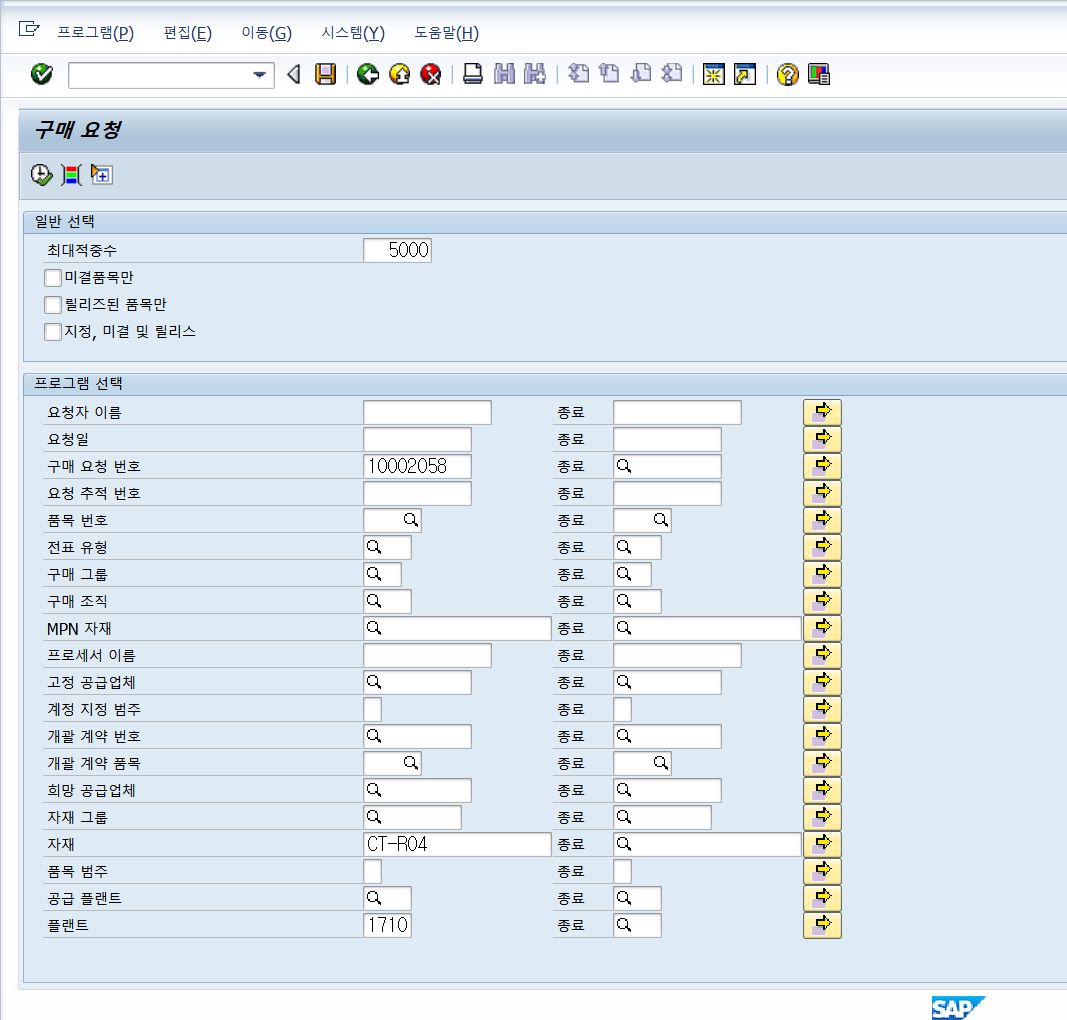 프로그램(P) 편집(E) 이동(G) 시스템(Y) 도움말(H)
구매 요청
일반 선택
최대적중수 5000
미결품목만
릴리즈된 품목만
지정, 미결 및 릴리스
프로그램 선택
요청자 이름 종료
요청일 종료
구매 요청 번호 10002058 종료
요청 추적 번호 종료
품목 번호 종료
전표 유형 종료
구매 그룹 종료
구매 조직 종료
MPN 자재 종료
프로세서 이름 종료
고정 공급업체 종료
계정 지정 범주 종료
개괄 계약 번호 종료
개괄 계약 품목 종료
희망 공급업체 종료
자재 그룹 종료
자재 CT-R04 종료
품목 범주 종료
공급 플랜트 종료
플랜트 1710 종료
SAP